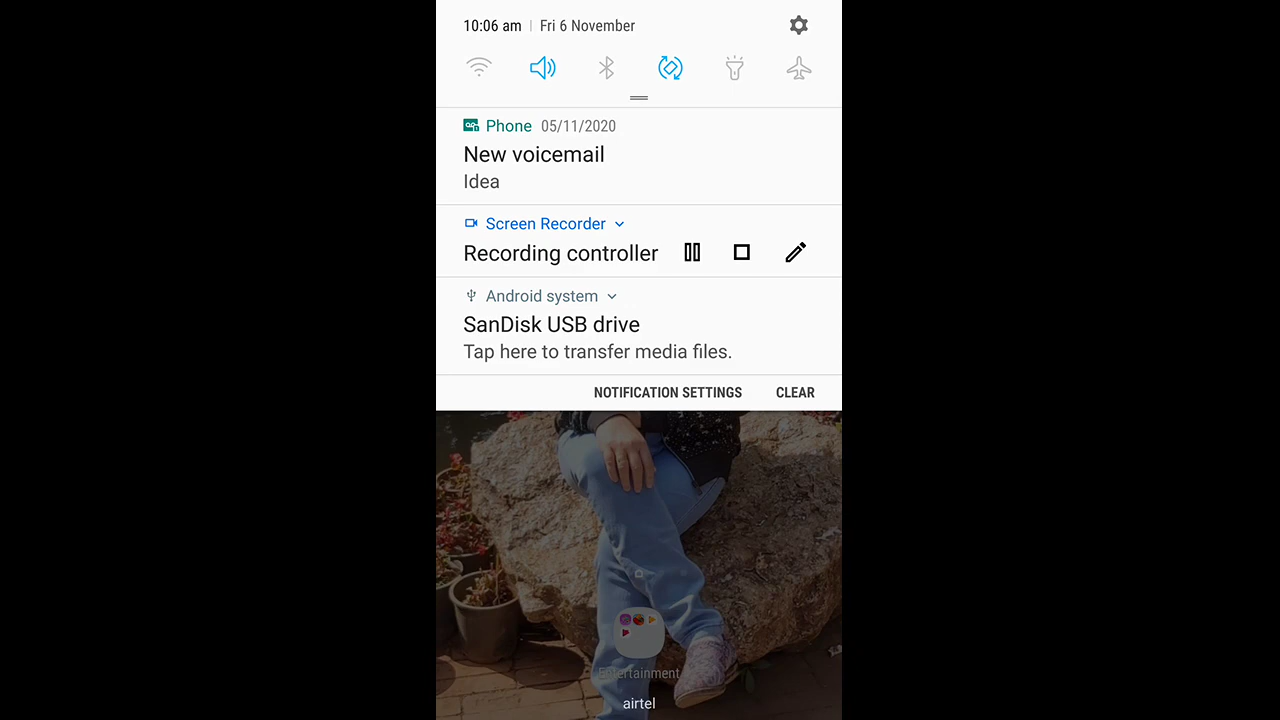 10:06 am | Fri 6 November
Phone 05/11/2020
New voicemail
Idea
Screen Recorder
Recording controller
Android system
SanDisk USB drive
Tap here to transfer media files.
NOTIFICATION SETTINGS CLEAR
Entertainment
airtel